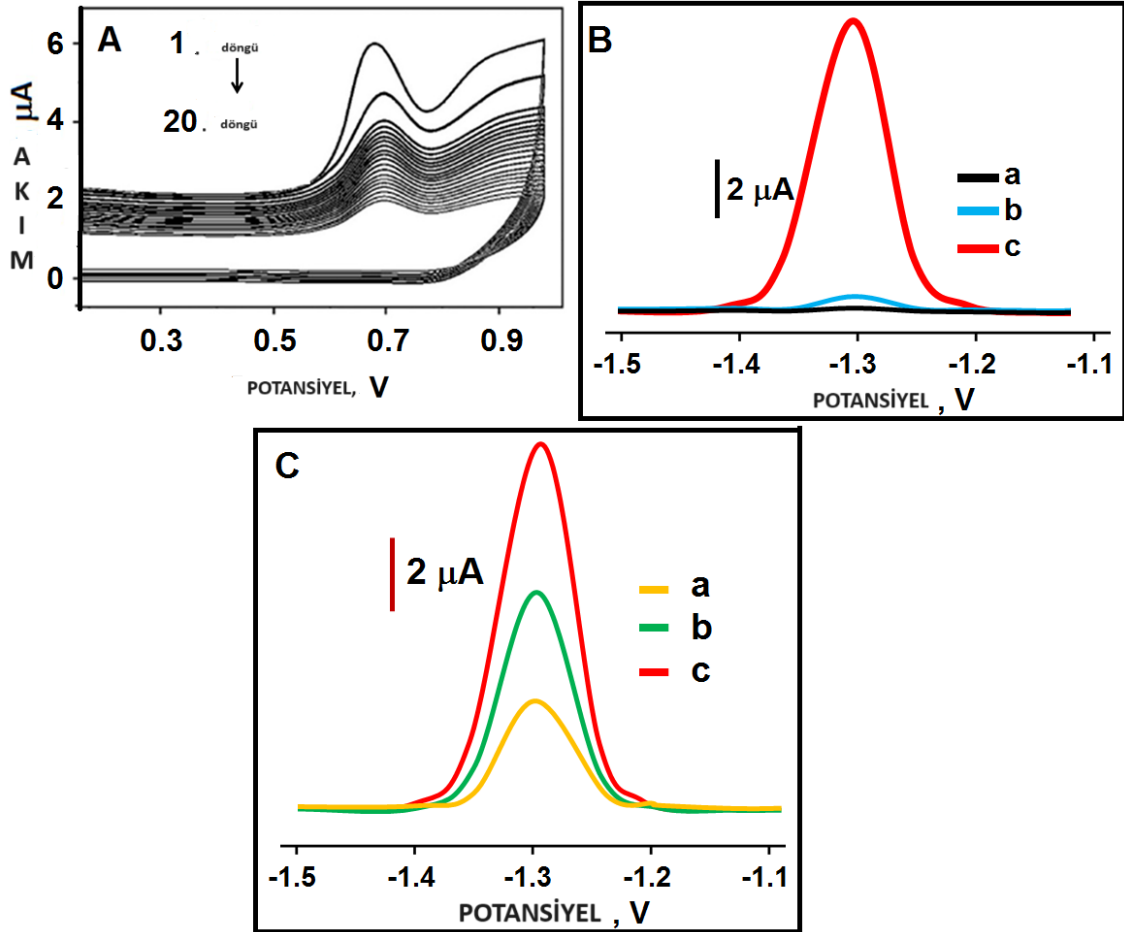 A
1. döngü
20. döngü
AKIM μA
6
4
2
0
0.3 0.5 0.7 0.9
POTANSİYEL, V
B
2 μA
a
b
c
-1.5 -1.4 -1.3 -1.2 -1.1
POTANSİYEL , V
C
2 μA
a
b
c
-1.5 -1.4 -1.3 -1.2 -1.1
POTANSİYEL , V